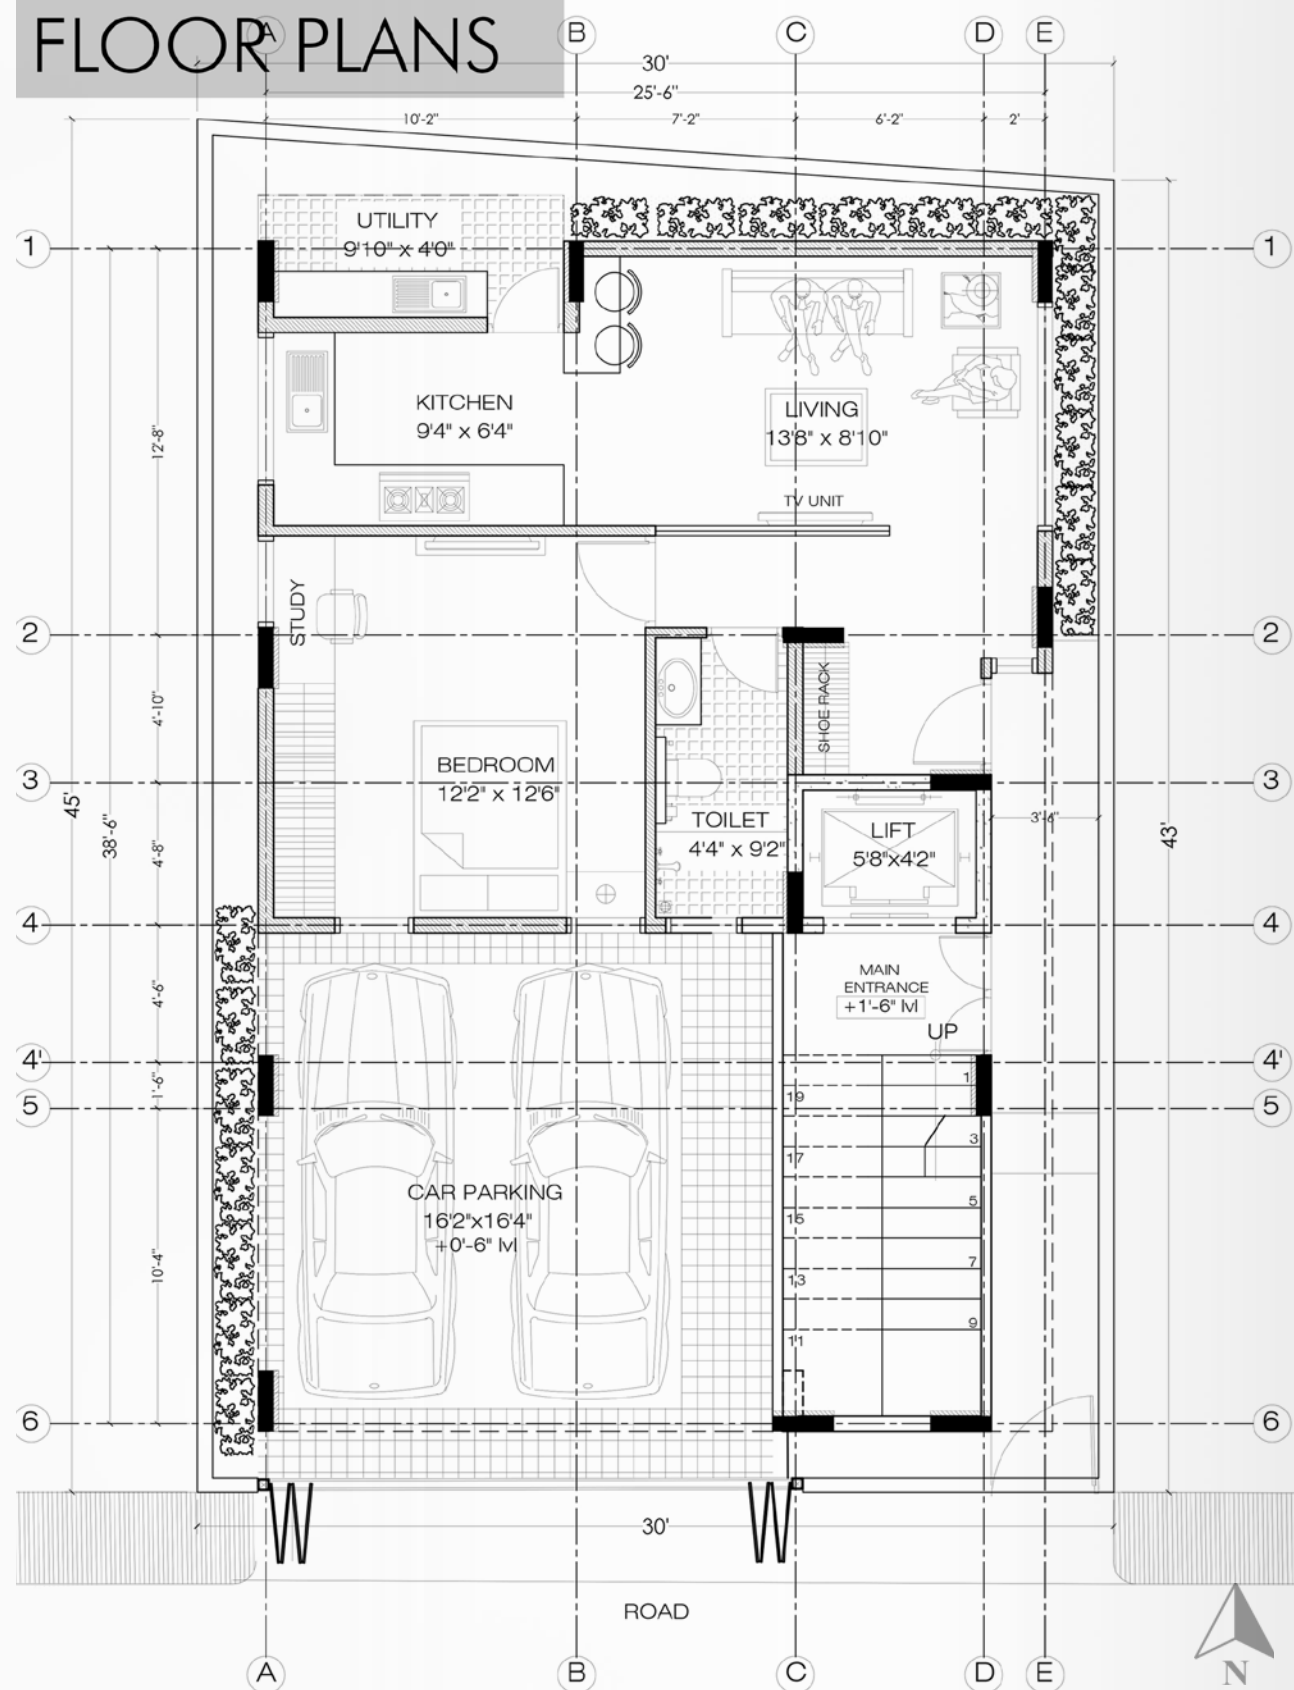 FLOOR PLANS
A
B
C
D
E
30'
25'-6"
10'-2"
7'-2"
6'-2"
2'
UTILITY
9'10" x 4'0"
1
1
KITCHEN
9'4" x 6'4"
LIVING
13'8" x 8'10"
12'-8"
TV UNIT
STUDY
2
2
SHOE RACK
4'-10"
BEDROOM
12'2" x 12'6"
3
3
45'
38'-6"
4'-8"
TOILET
4'4" x 9'2"
LIFT
5'8"x4'2"
3'-6"
43'
4
4
MAIN
ENTRANCE
+1'-6" lvl
4'-6"
UP
4'
4'
1'-6"
1
19
5
5
3
17
CAR PARKING
16'2"x16'4"
+0'-6" lvl
5
15
10'-4"
7
13
9
11
6
6
30'
ROAD
A
B
C
D
E
N